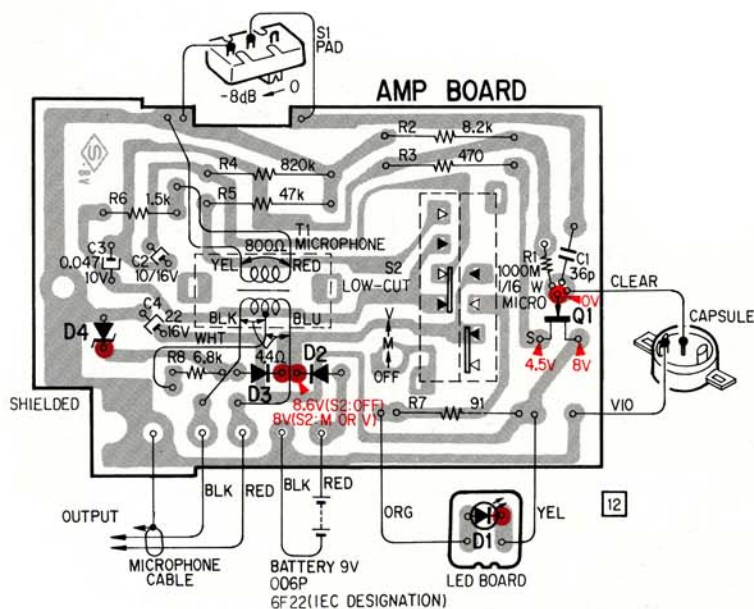 S1
PAD
-8dB ← O
AMP BOARD
S
-8V
R2 8.2k
R3 470
R4 820k
R5 47k
R6 1.5k
T1
800Ω MICROPHONE
YEL RED
C3
0.047
10V
C2
10/16V
S2
LOW-CUT
R1
1000M
1/16 W
MICRO
C1
36p
CLEAR
0V
Q1
CAPSULE
C4
22
16V
BLK BLU
D4
WHT
V
M
OFF
S
4.5V 8V
R8 6.8k
4.4Ω
D2
D3
8.6V(S2:OFF)
8V(S2:M OR V)
R7 91
SHIELDED
VIO
BLK RED BLK RED
ORG YEL
12
OUTPUT
D1
MICROPHONE
CABLE
BATTERY 9V
006P
6F22(IEC DESIGNATION)
LED BOARD